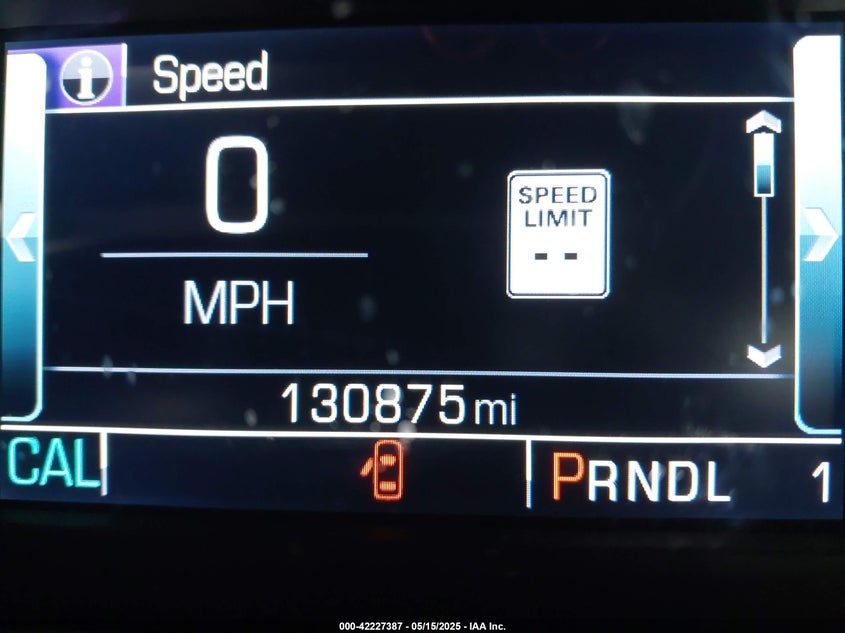 i Speed
0
SPEED
LIMIT
--
MPH
130875 mi
CAL PRNDL 1
000-42227387 - 05/15/2025 - IAA Inc.